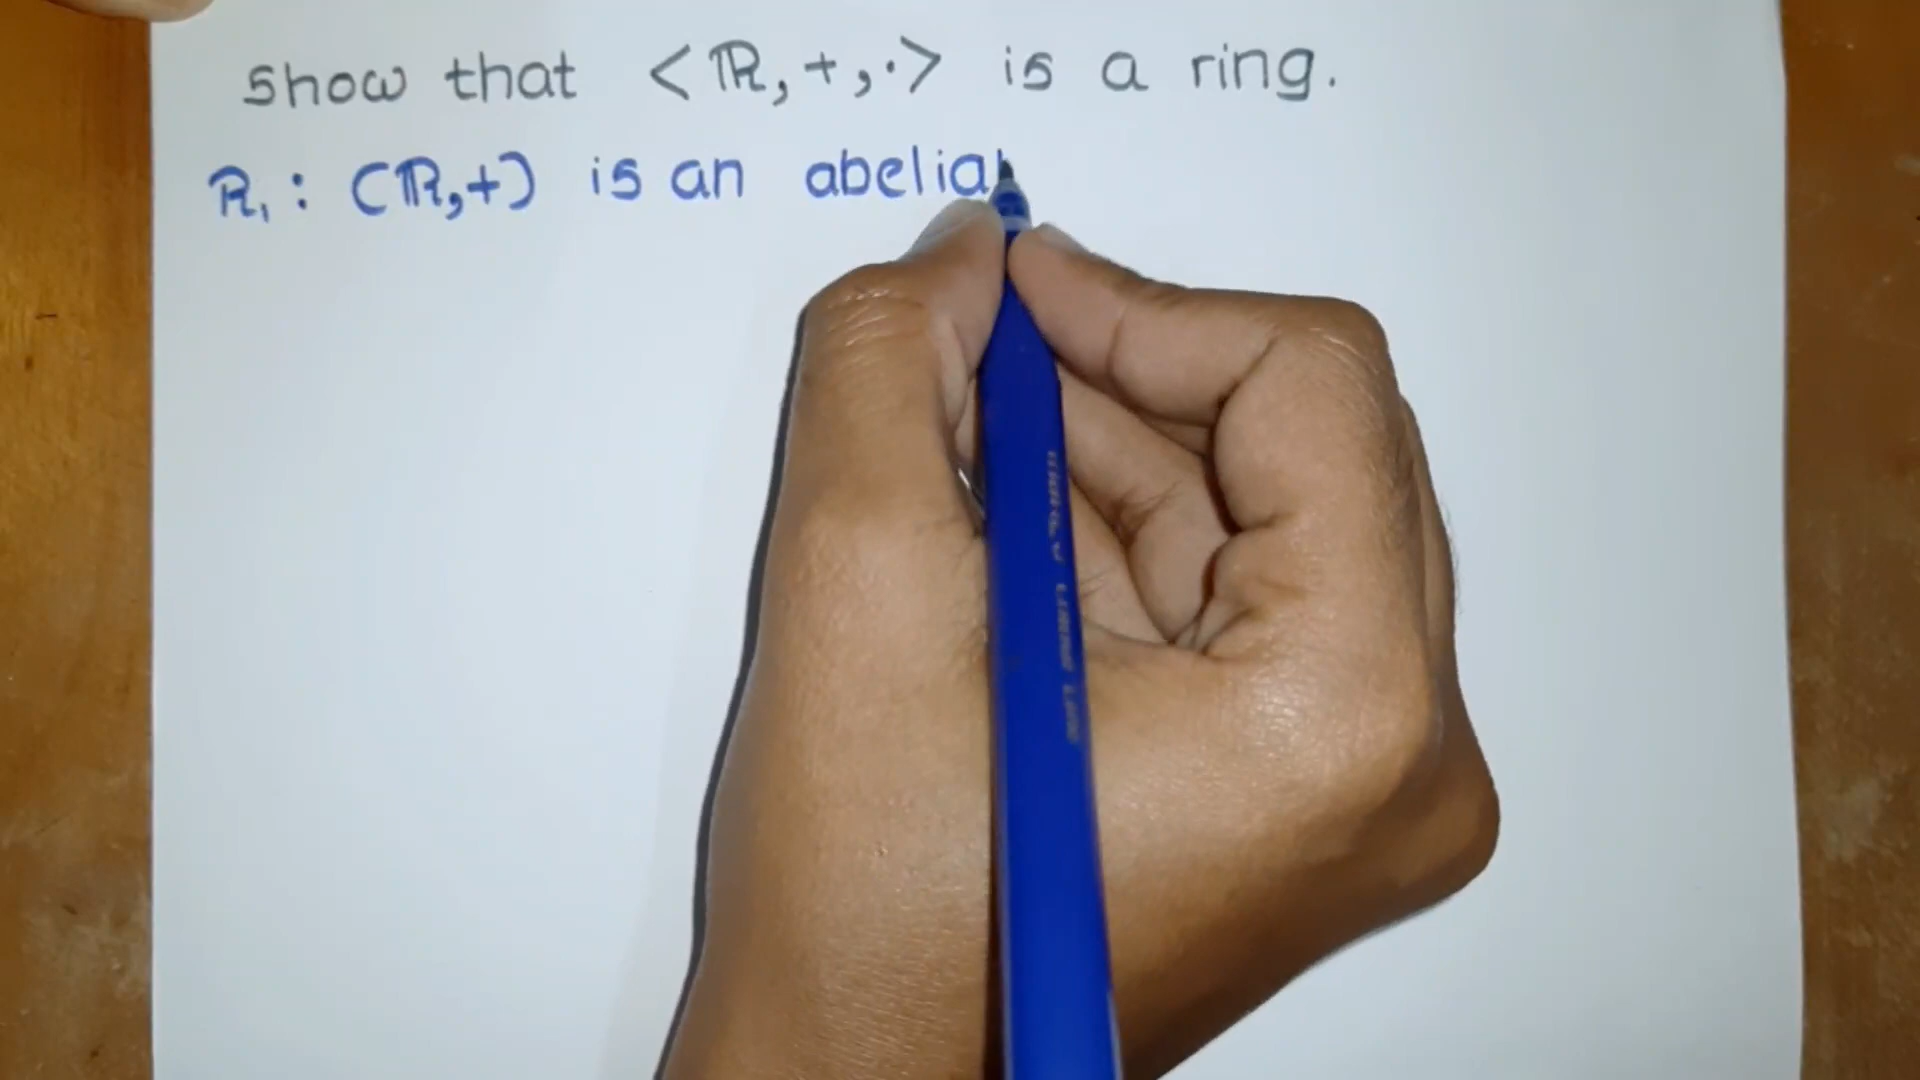 Show that <ℝ, +, ·> is a ring.
R₁ : (ℝ, +) is an abelia